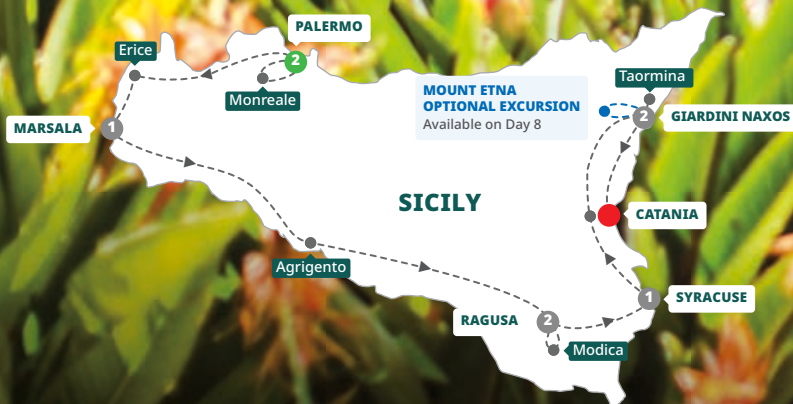 PALERMO
2
Erice
Monreale
MARSALA
1
MOUNT ETNA
OPTIONAL EXCURSION
Available on Day 8
Taormina
2
GIARDINI NAXOS
SICILY
CATANIA
Agrigento
1
SYRACUSE
RAGUSA
2
Modica